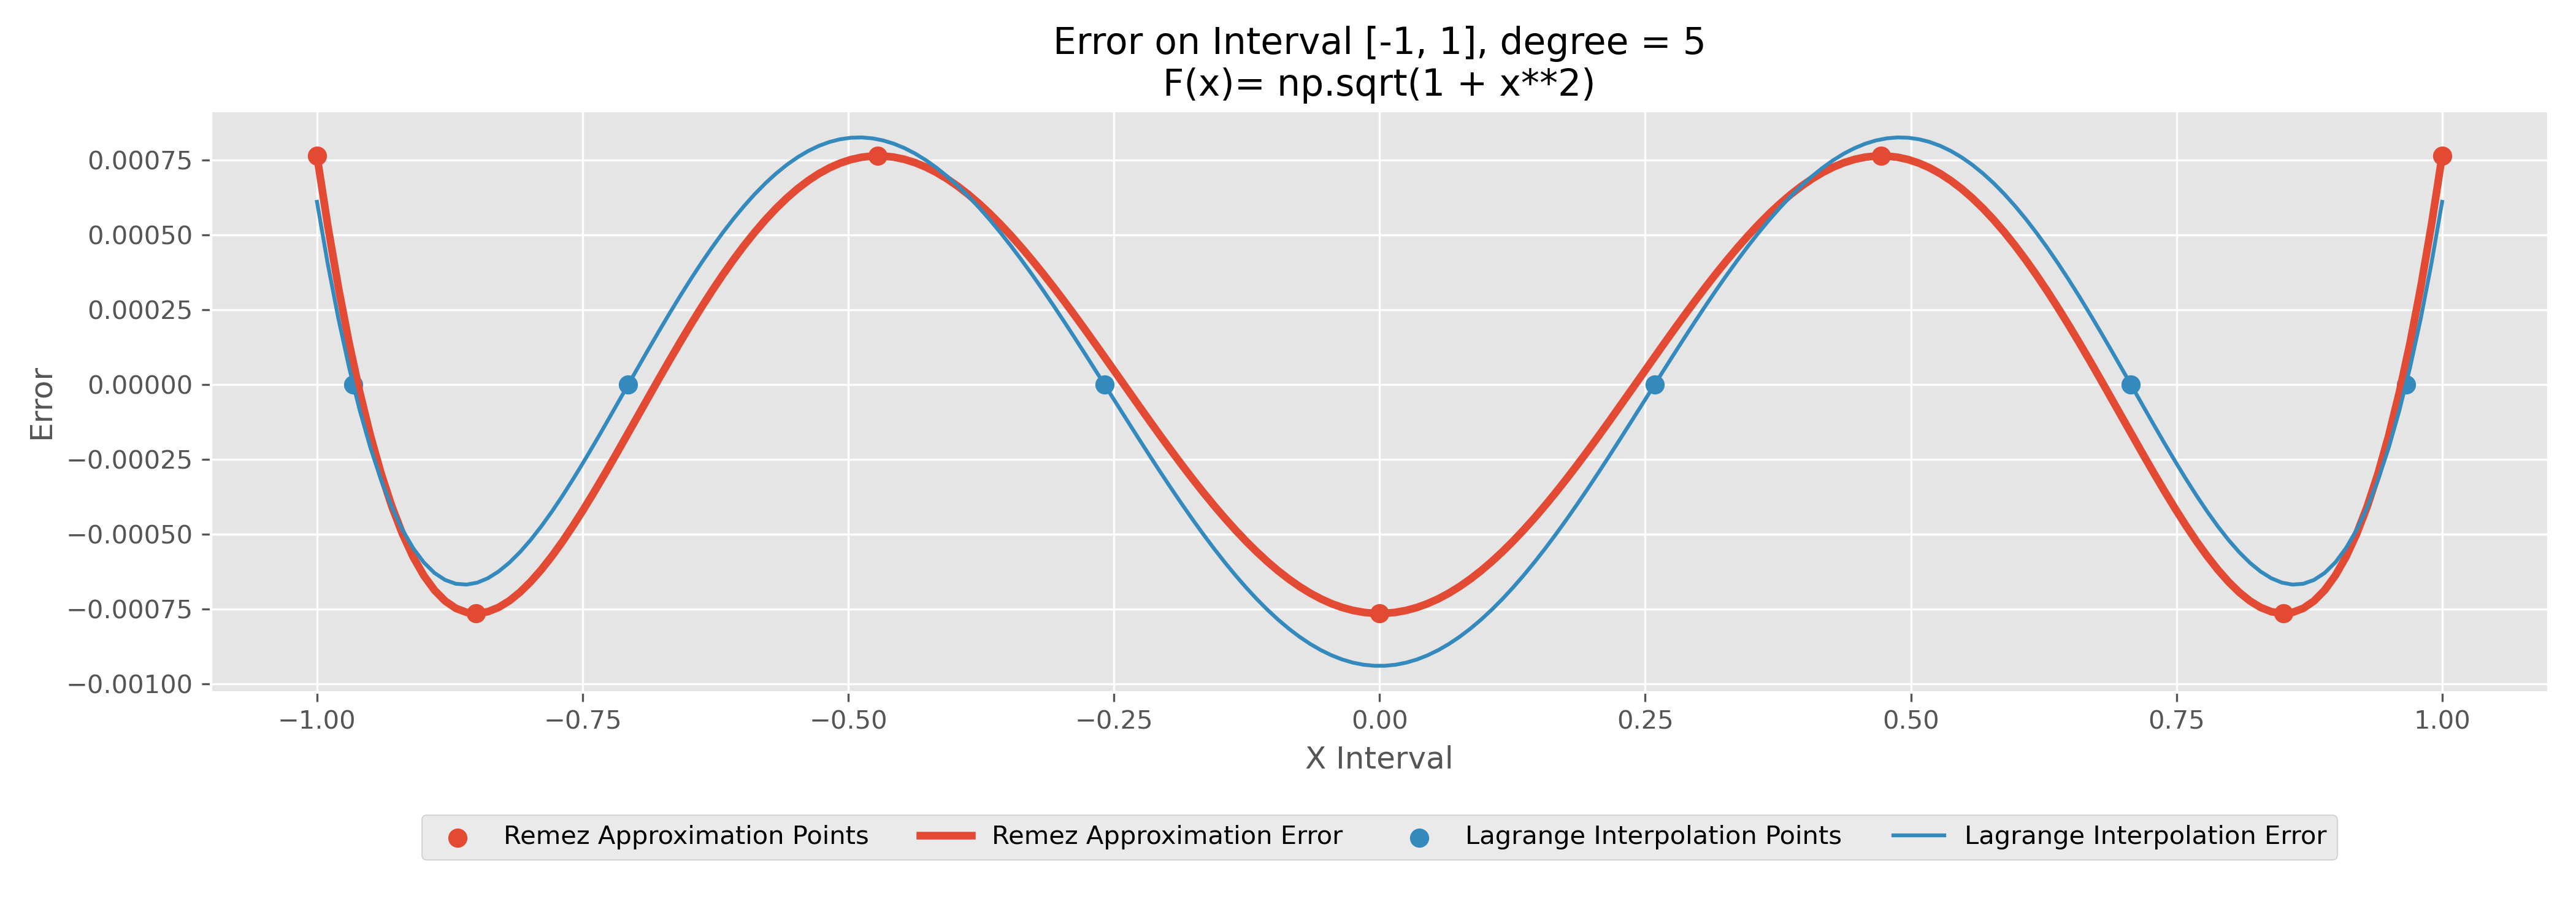 Error on Interval [-1, 1], degree = 5
F(x)= np.sqrt(1 + x**2)
Error
0.00075
0.00050
0.00025
0.00000
−0.00025
−0.00050
−0.00075
−0.00100
−1.00 −0.75 −0.50 −0.25 0.00 0.25 0.50 0.75 1.00
X Interval
Remez Approximation Points Remez Approximation Error Lagrange Interpolation Points Lagrange Interpolation Error